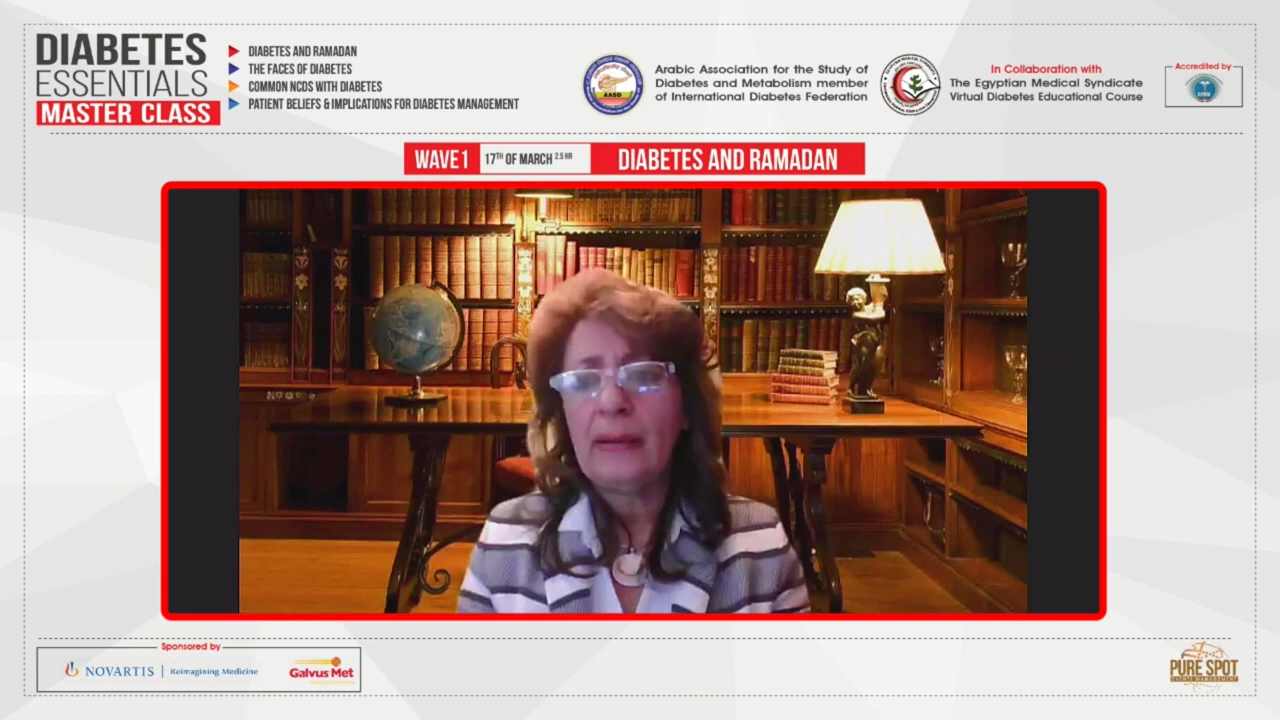 DIABETES
ESSENTIALS
MASTER CLASS
DIABETES AND RAMADAN
THE FACES OF DIABETES
COMMON NCDS WITH DIABETES
PATIENT BELIEFS & IMPLICATIONS FOR DIABETES MANAGEMENT
AASD
Arabic Association for the Study of
Diabetes and Metabolism member
of International Diabetes Federation
In Collaboration with
The Egyptian Medical Syndicate
Virtual Diabetes Educational Course
Accredited by
WAVE1 17TH OF MARCH 2.5 HR DIABETES AND RAMADAN
Sponsored by
NOVARTIS | Reimagining Medicine
Galvus Met
PURE SPOT
EVENTS MANAGEMENT